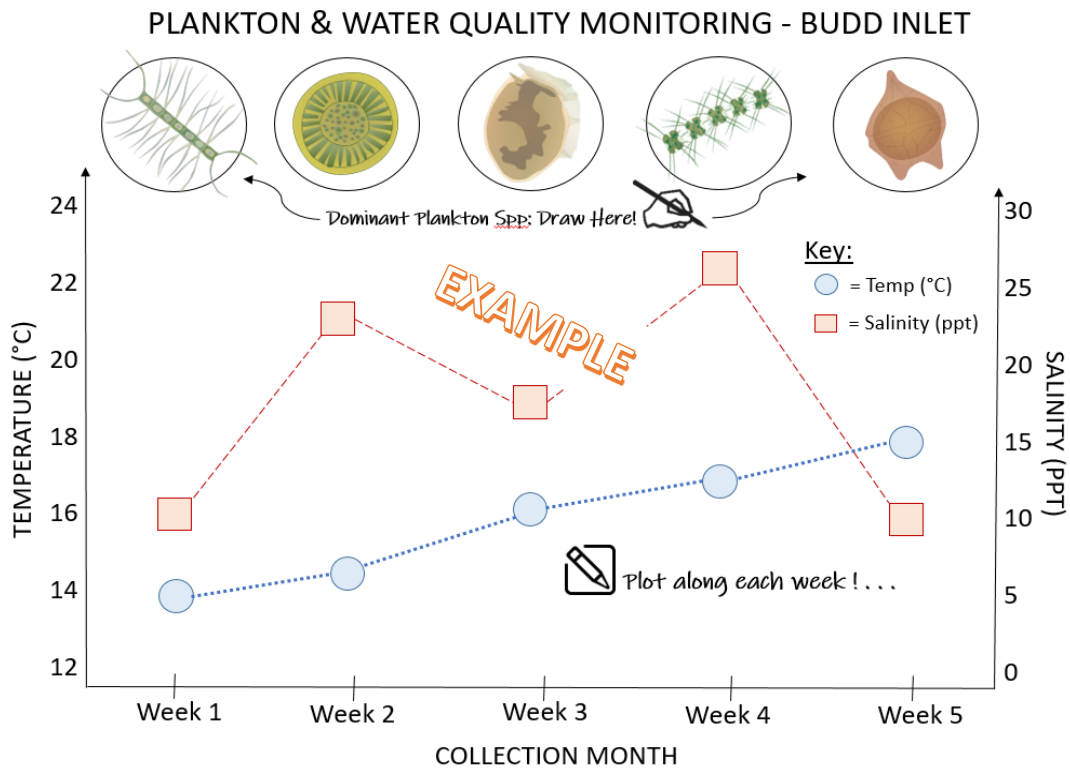 PLANKTON & WATER QUALITY MONITORING - BUDD INLET
Dominant Plankton Spp: Draw Here!
24
22
20
18
16
14
12
TEMPERATURE (°C)
EXAMPLE
Key:
= Temp (°C)
= Salinity (ppt)
30
25
20
15
10
5
0
SALINITY (PPT)
Plot along each week ! . . .
Week 1
Week 2
Week 3
Week 4
Week 5
COLLECTION MONTH